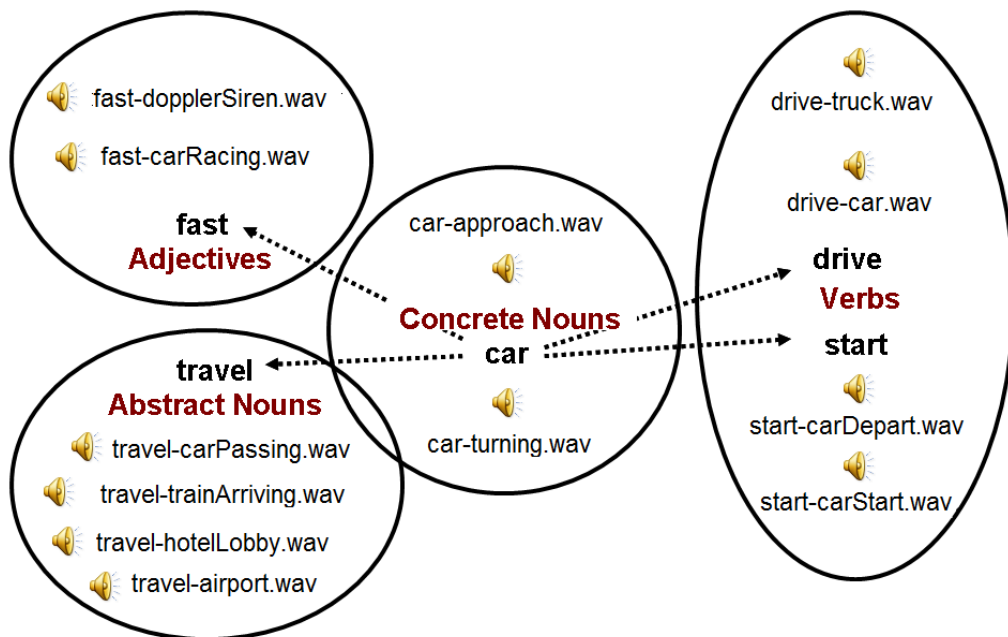 fast-dopplerSiren.wav
fast-carRacing.wav
fast
Adjectives
travel
Abstract Nouns
travel-carPassing.wav
travel-trainArriving.wav
travel-hotelLobby.wav
travel-airport.wav
car-approach.wav
Concrete Nouns
car
car-turning.wav
drive-truck.wav
drive-car.wav
drive
Verbs
start
start-carDepart.wav
start-carStart.wav